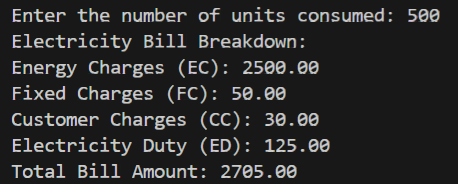 Enter the number of units consumed: 500
Electricity Bill Breakdown:
Energy Charges (EC): 2500.00
Fixed Charges (FC): 50.00
Customer Charges (CC): 30.00
Electricity Duty (ED): 125.00
Total Bill Amount: 2705.00